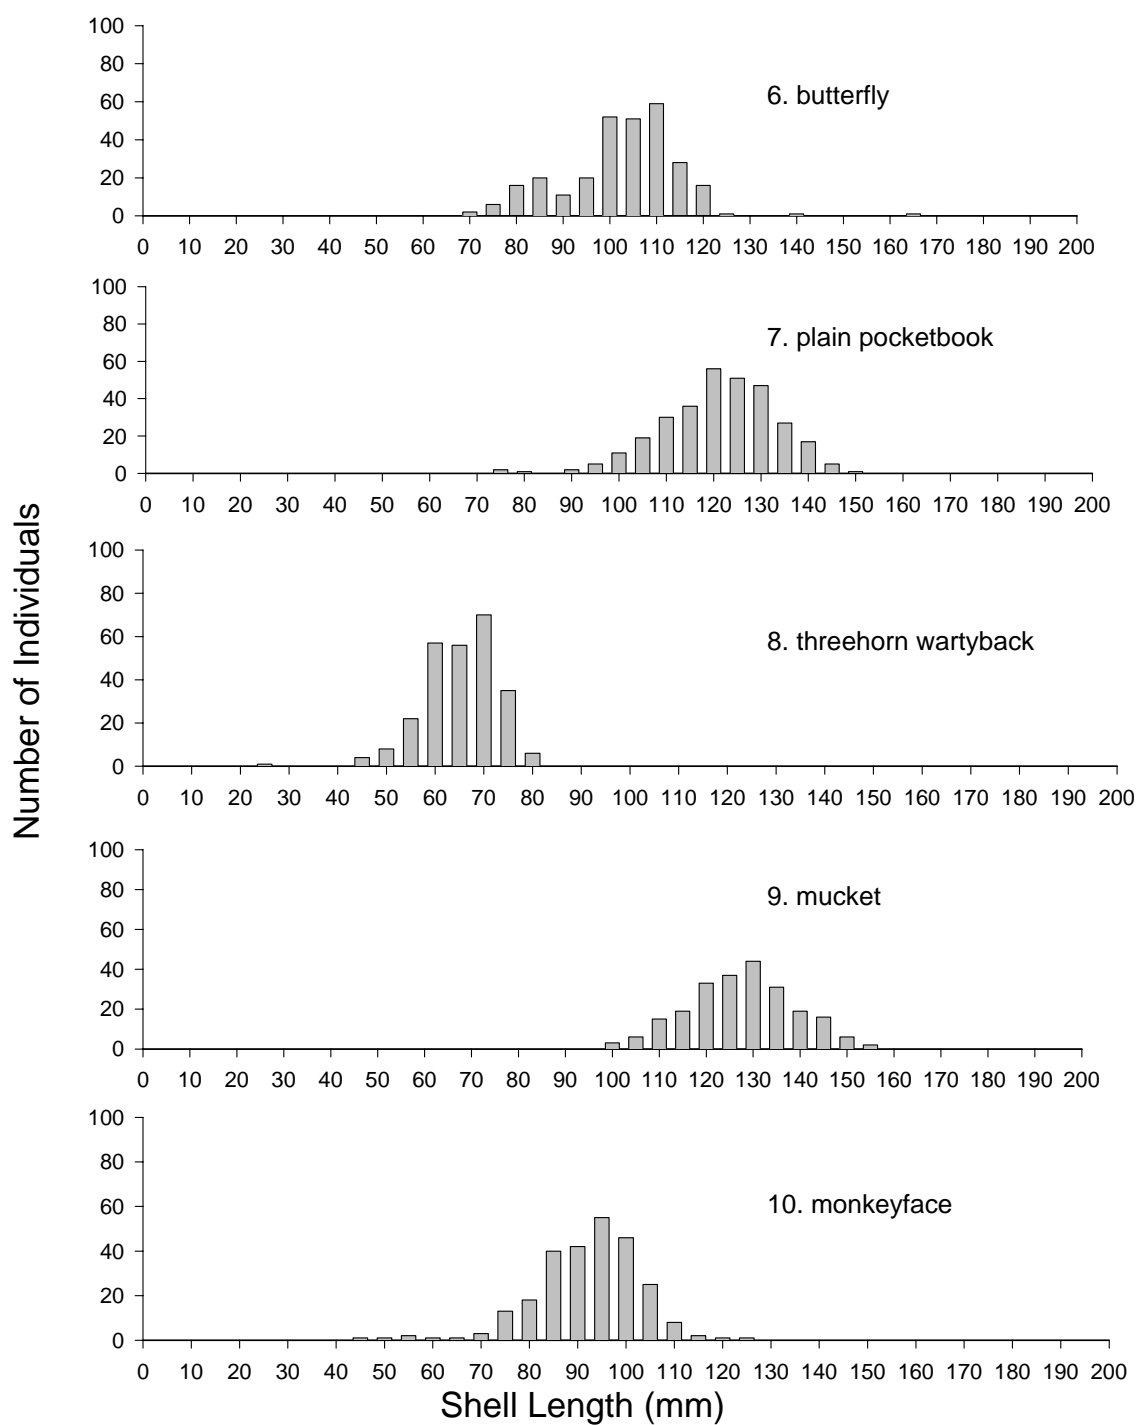 Number of Individuals
100
80
60
40
20
0
6. butterfly
0 10 20 30 40 50 60 70 80 90 100 110 120 130 140 150 160 170 180 190 200
100
80
60
40
20
0
7. plain pocketbook
0 10 20 30 40 50 60 70 80 90 100 110 120 130 140 150 160 170 180 190 200
100
80
60
40
20
0
8. threehorn wartyback
0 10 20 30 40 50 60 70 80 90 100 110 120 130 140 150 160 170 180 190 200
100
80
60
40
20
0
9. mucket
0 10 20 30 40 50 60 70 80 90 100 110 120 130 140 150 160 170 180 190 200
100
80
60
40
20
0
10. monkeyface
0 10 20 30 40 50 60 70 80 90 100 110 120 130 140 150 160 170 180 190 200
Shell Length (mm)